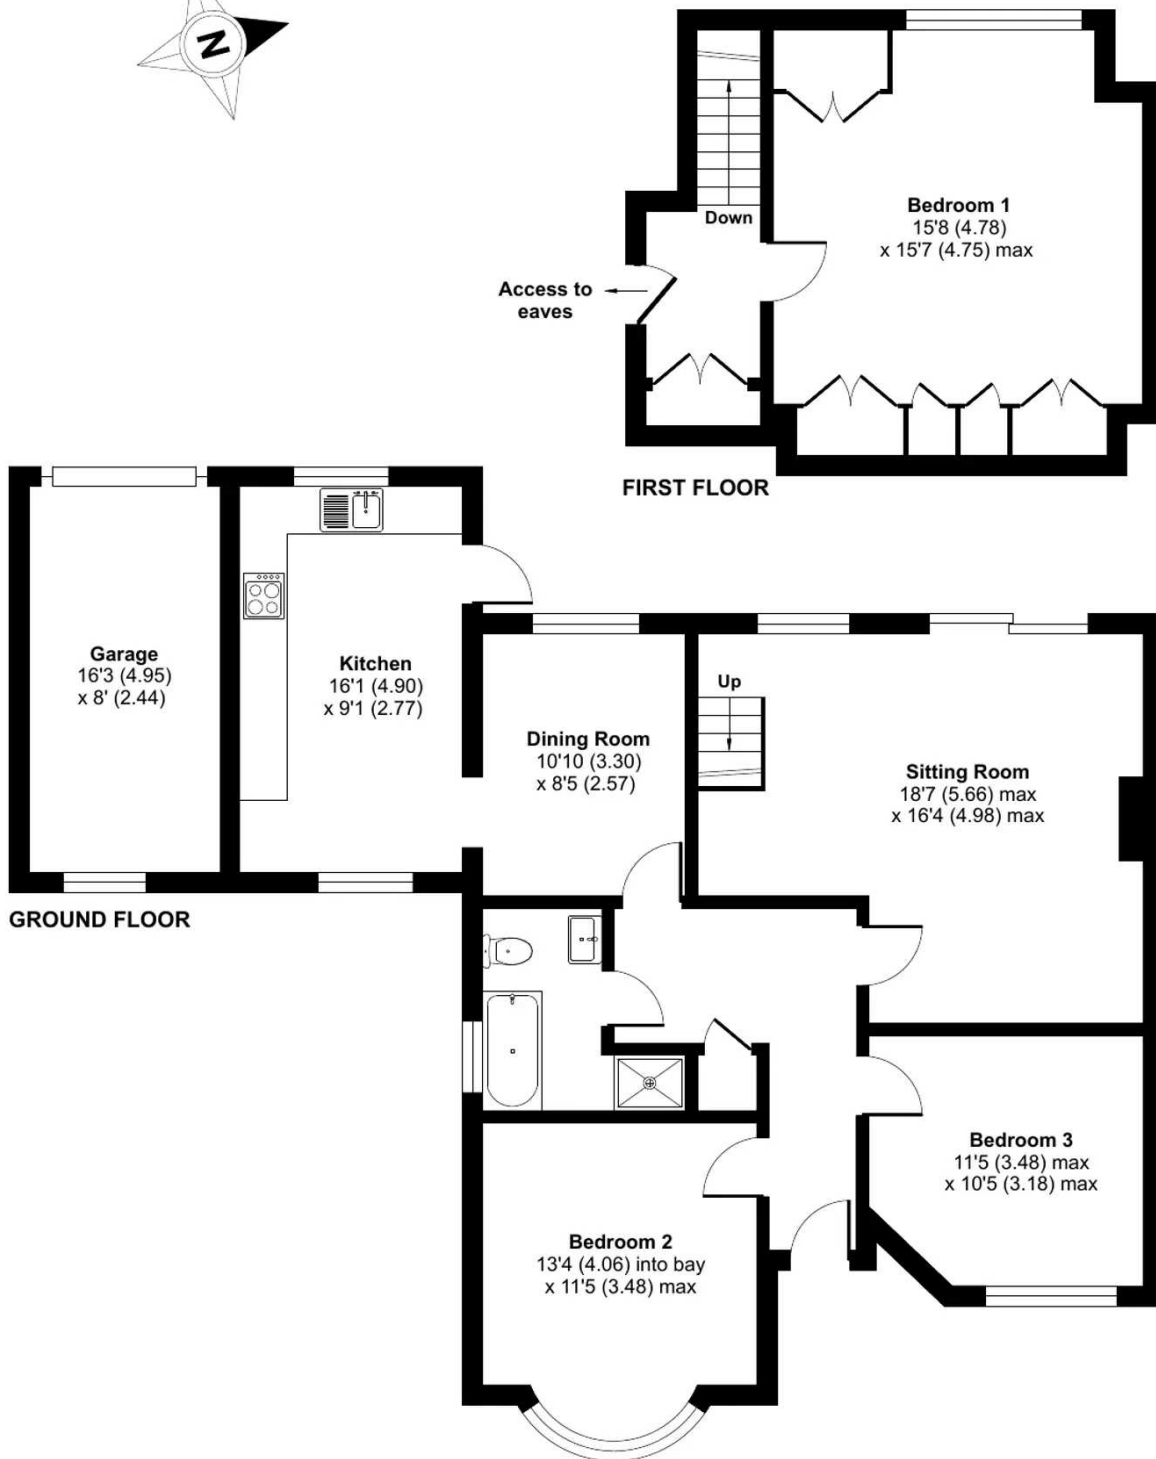 N
Down
Bedroom 1
15'8 (4.78)
x 15'7 (4.75) max
Access to
eaves
FIRST FLOOR
Garage
16'3 (4.95)
x 8' (2.44)
Kitchen
16'1 (4.90)
x 9'1 (2.77)
Dining Room
10'10 (3.30)
x 8'5 (2.57)
Up
Sitting Room
18'7 (5.66) max
x 16'4 (4.98) max
GROUND FLOOR
Bedroom 3
11'5 (3.48) max
x 10'5 (3.18) max
Bedroom 2
13'4 (4.06) into bay
x 11'5 (3.48) max